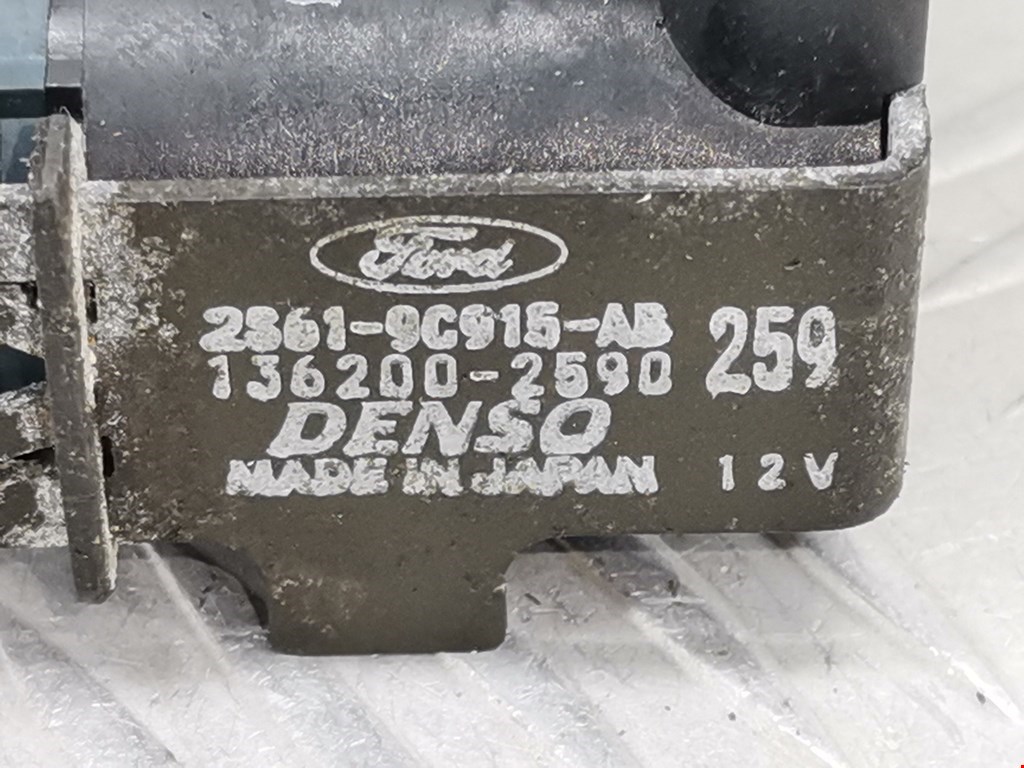 Ford
2S61-9C915-AB
136200-2590
259
DENSO
MADE IN JAPAN
12V